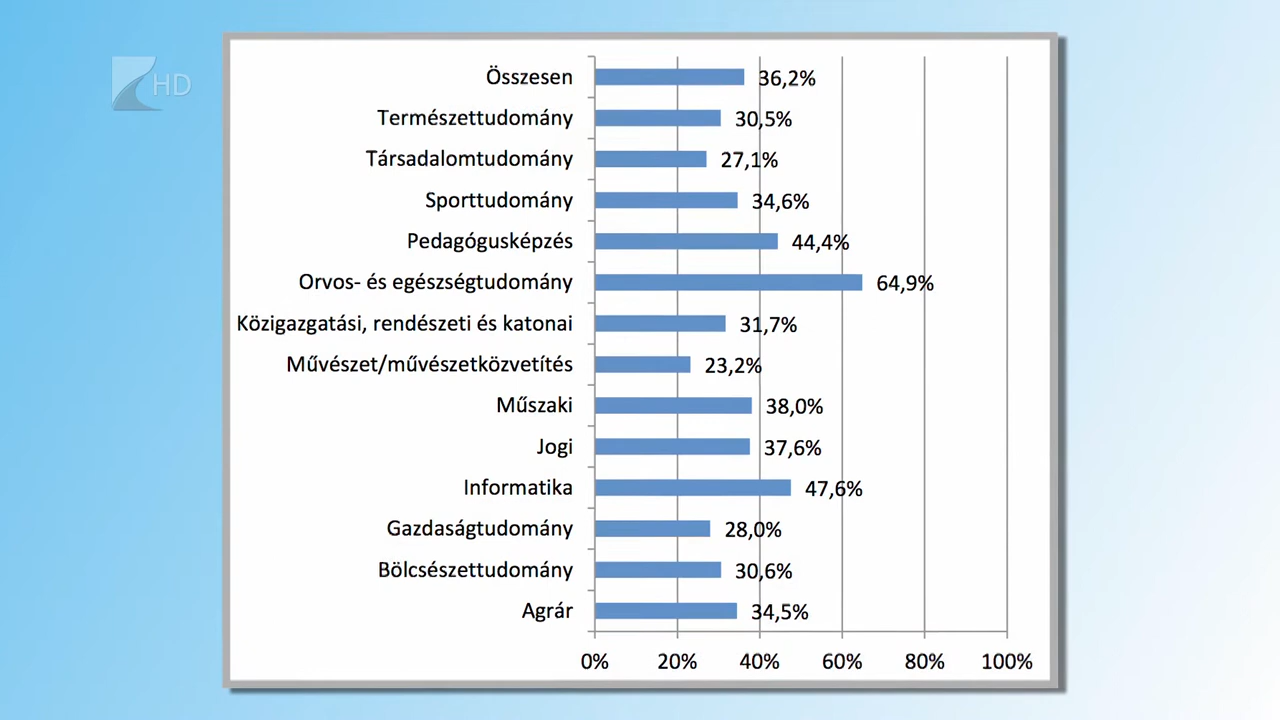 HD
Összesen 36,2%
Természettudomány 30,5%
Társadalomtudomány 27,1%
Sporttudomány 34,6%
Pedagógusképzés 44,4%
Orvos- és egészségtudomány 64,9%
Közigazgatási, rendészeti és katonai 31,7%
Művészet/művészetközvetítés 23,2%
Műszaki 38,0%
Jogi 37,6%
Informatika 47,6%
Gazdaságtudomány 28,0%
Bölcsészettudomány 30,6%
Agrár 34,5%
0% 20% 40% 60% 80% 100%